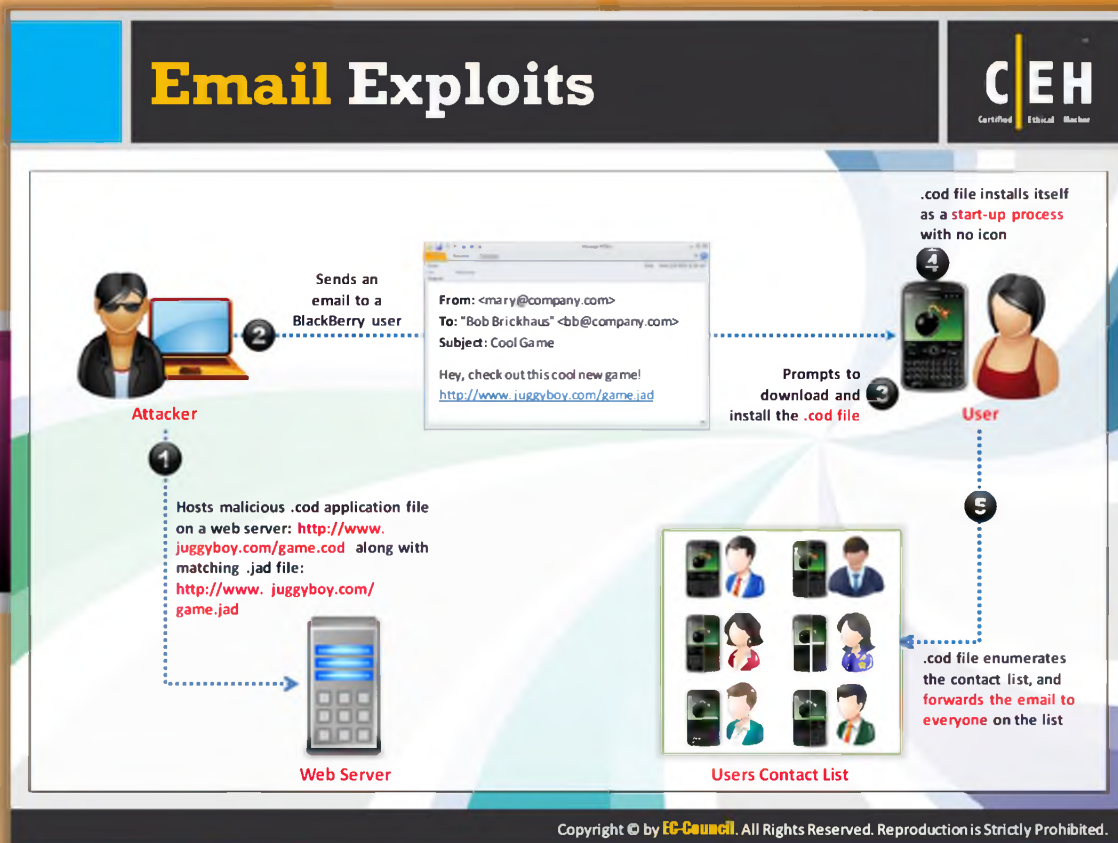 Email Exploits
CEH
Certified Ethical Hacker
.cod file installs itself
as a start-up process
with no icon
4
Sends an
email to a
BlackBerry user
2
From: <mary@company.com>
To: "Bob Brickhaus" <bb@company.com>
Subject: Cool Game
Hey, check out this cool new game!
http://www. juggyboy.com/game.jad
Prompts to
download and
install the .cod file
3
Attacker
User
1
5
Hosts malicious .cod application file
on a web server: http://www.
juggyboy.com/game.cod along with
matching .jad file:
http://www. juggyboy.com/
game.jad
.cod file enumerates
the contact list, and
forwards the email to
everyone on the list
Web Server
Users Contact List
Copyright © by EC-Council. All Rights Reserved. Reproduction is Strictly Prohibited.